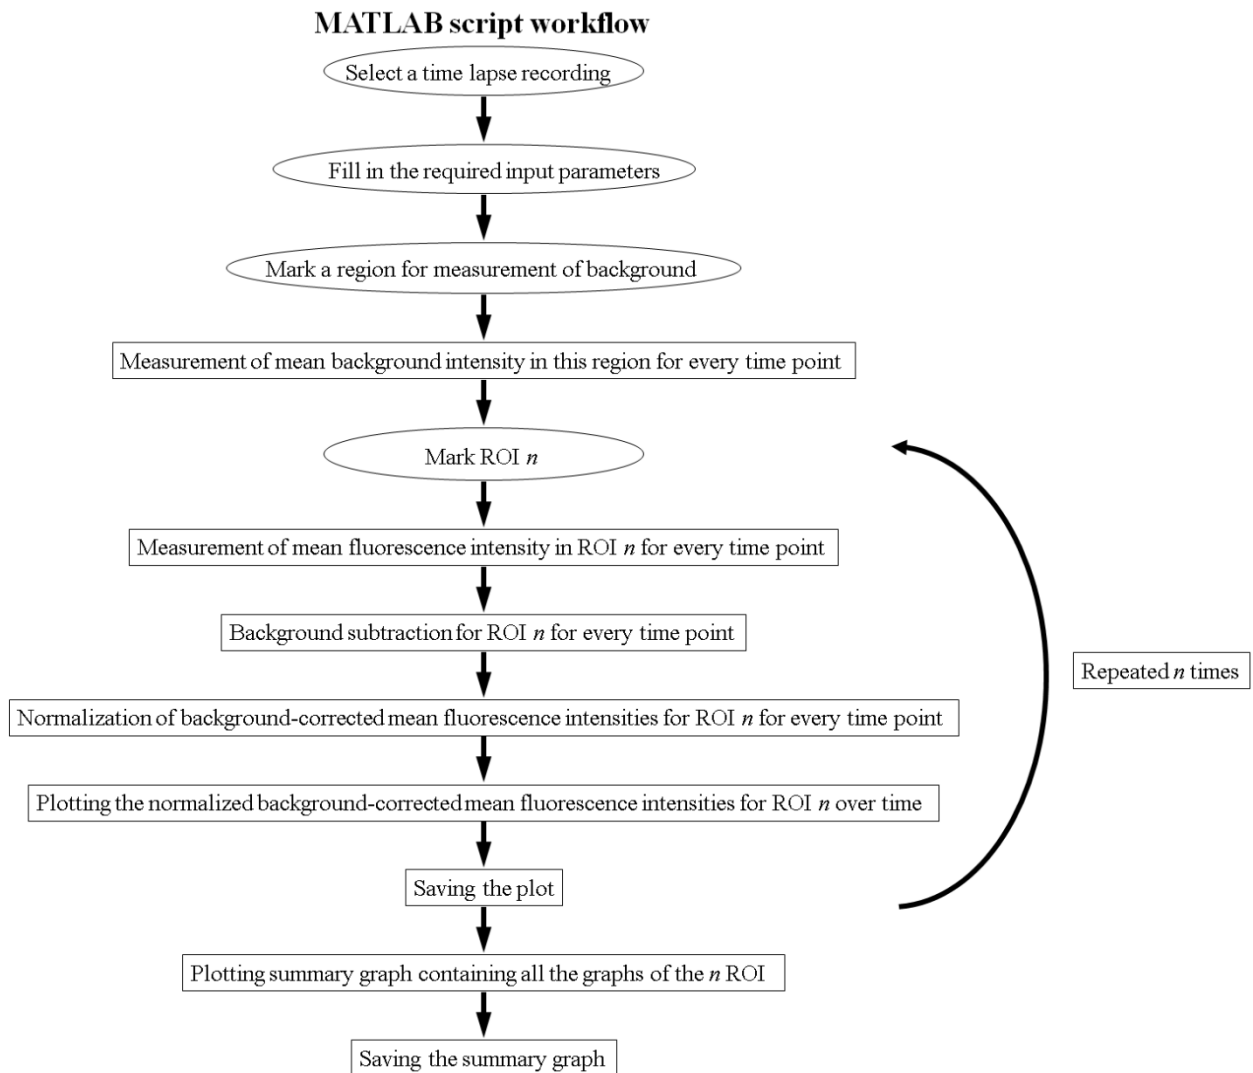 MATLAB script workflow
Select a time lapse recording
Fill in the required input parameters
Mark a region for measurement of background
Measurement of mean background intensity in this region for every time point
Mark ROI n
Measurement of mean fluorescence intensity in ROI n for every time point
Background subtraction for ROI n for every time point
Repeated n times
Normalization of background-corrected mean fluorescence intensities for ROI n for every time point
Plotting the normalized background-corrected mean fluorescence intensities for ROI n over time
Saving the plot
Plotting summary graph containing all the graphs of the n ROI
Saving the summary graph